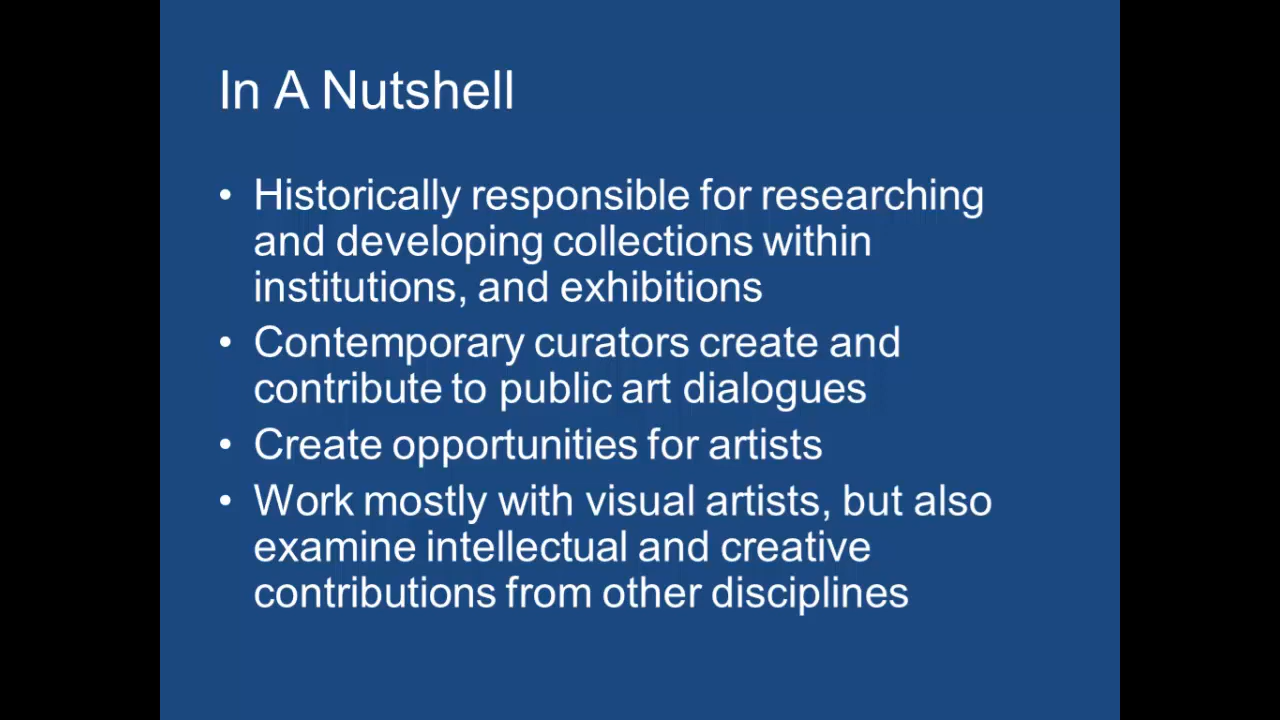 In A Nutshell
• Historically responsible for researching
and developing collections within
institutions, and exhibitions
• Contemporary curators create and
contribute to public art dialogues
• Create opportunities for artists
• Work mostly with visual artists, but also
examine intellectual and creative
contributions from other disciplines